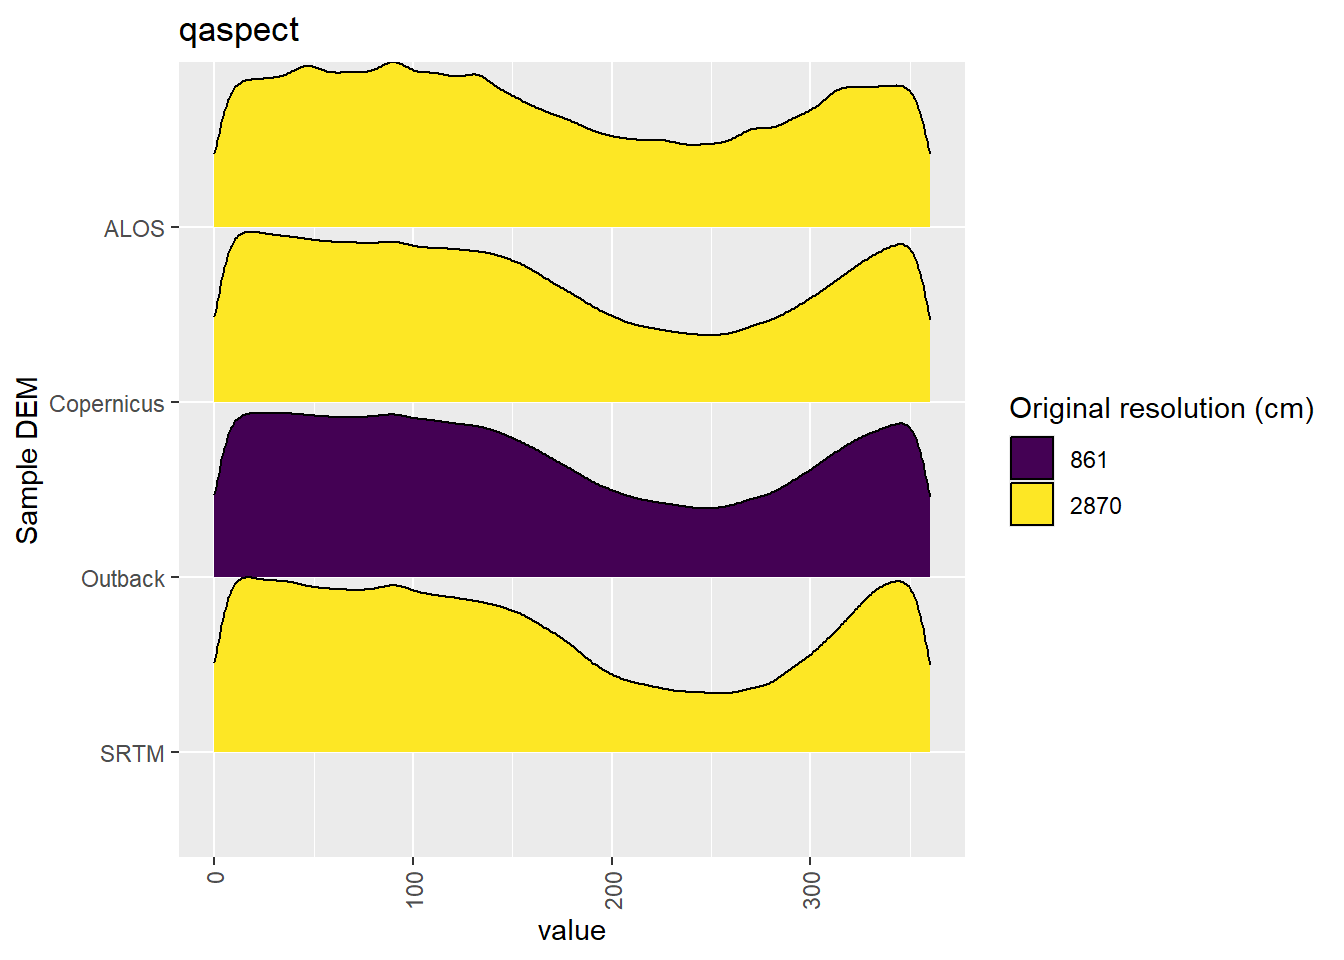 qaspect
ALOS
Copernicus
Outback
SRTM
Sample DEM
0
100
200
300
value
Original resolution (cm)
861
2870